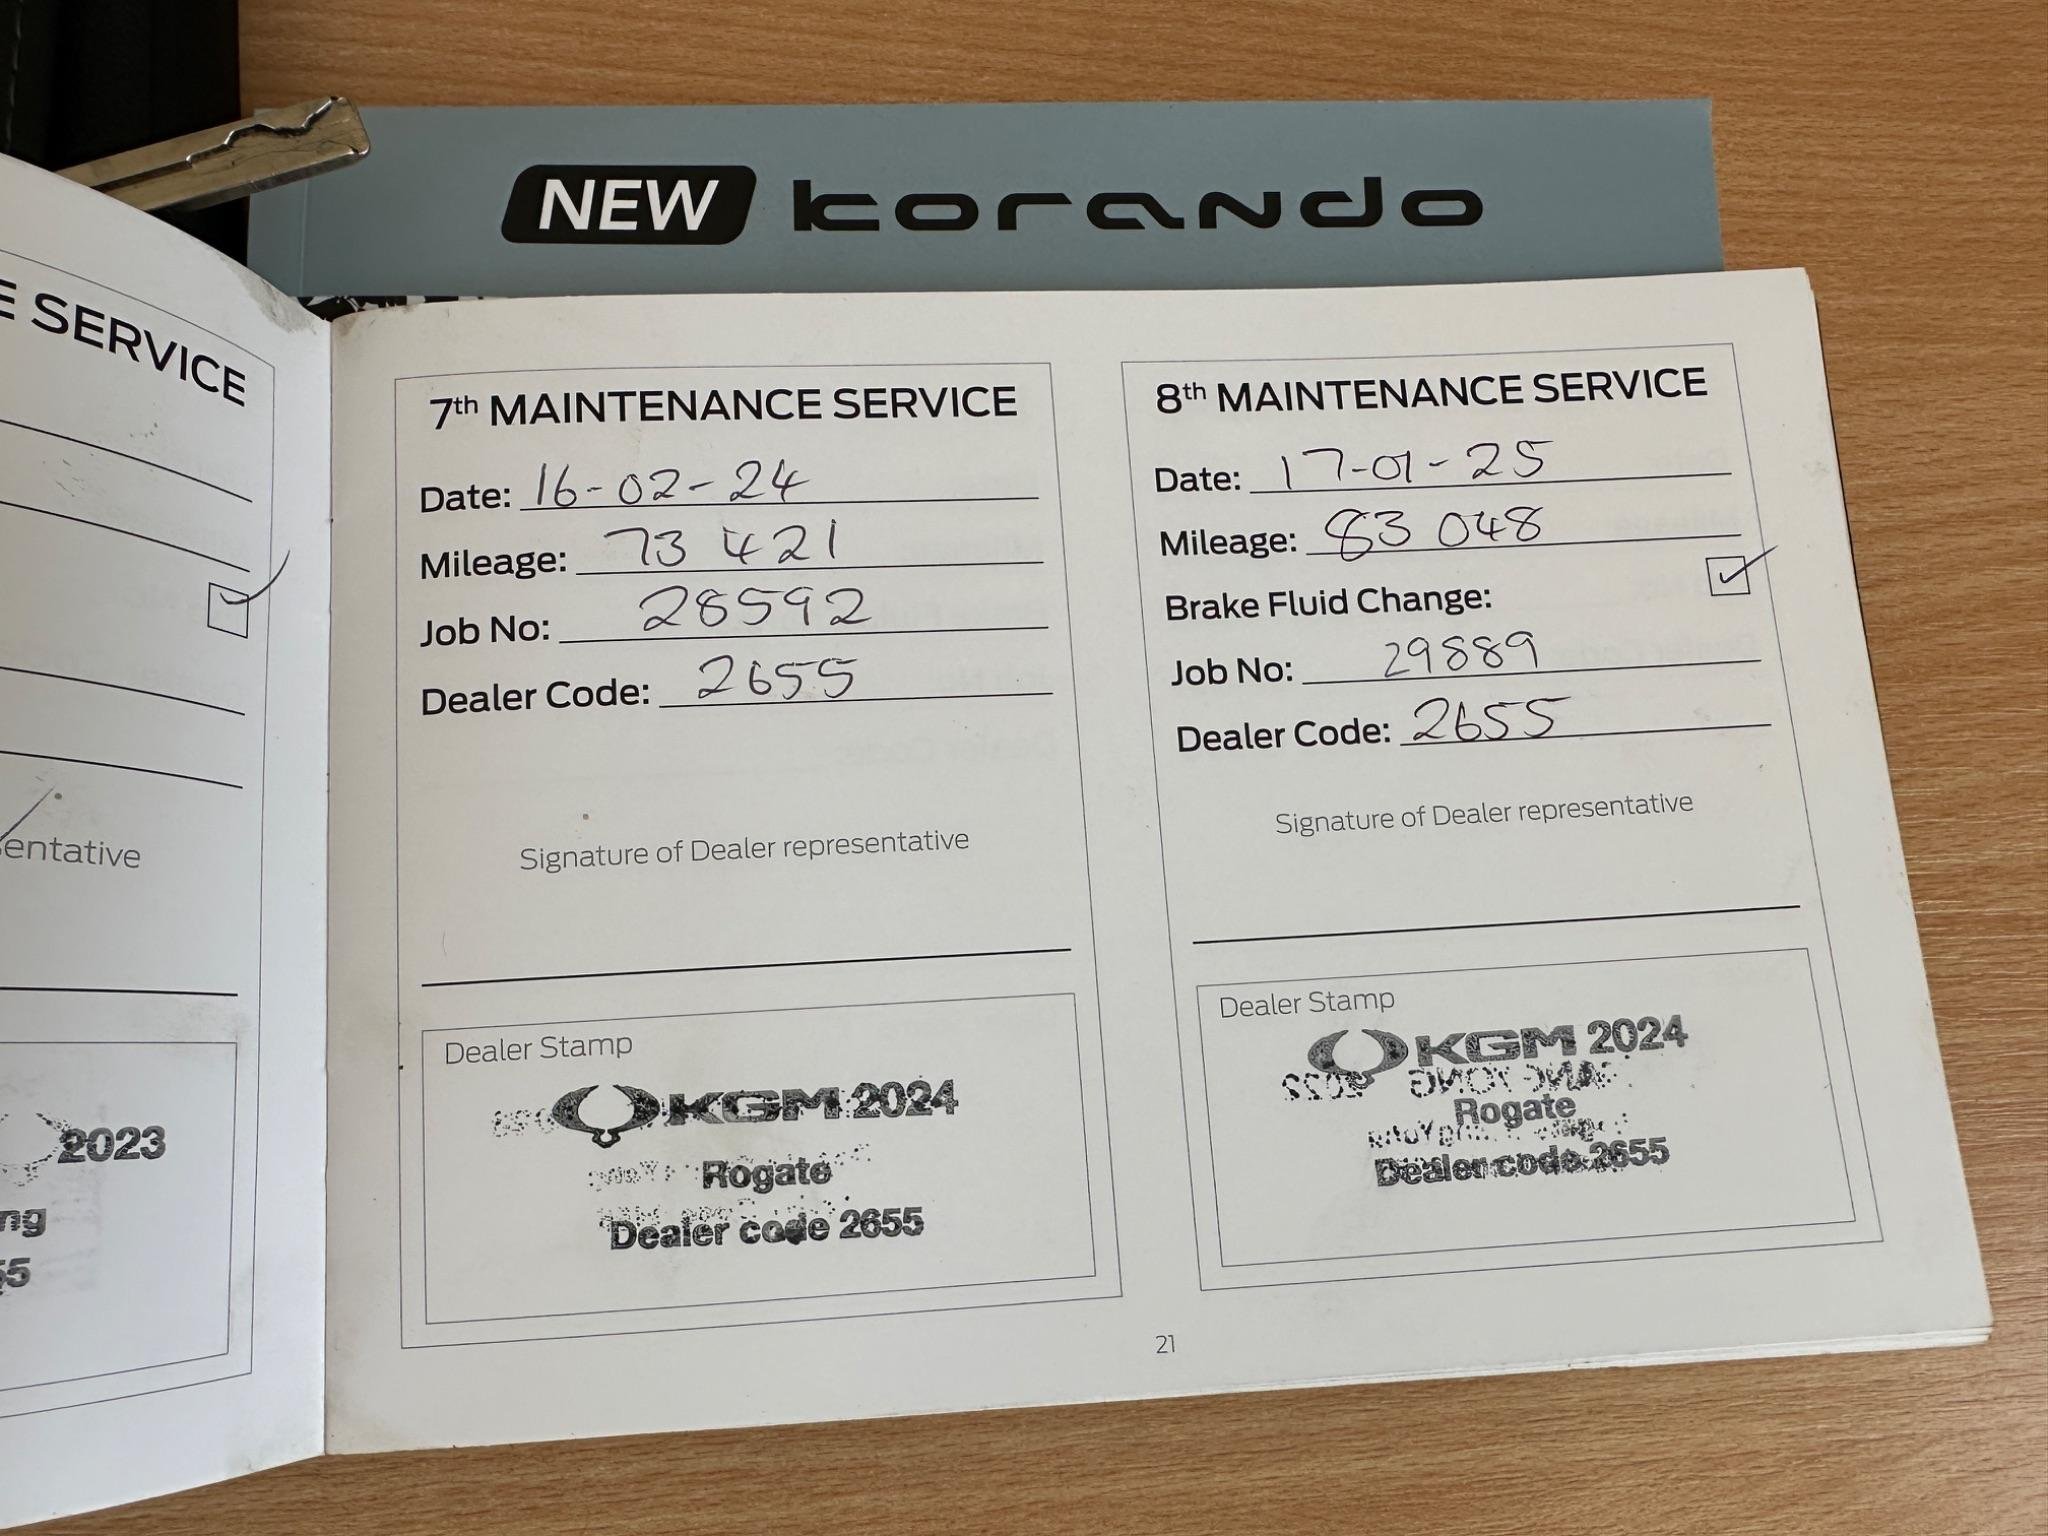 NEW korando
E SERVICE
entative
2023
ng
55
7th MAINTENANCE SERVICE
Date: 16-02-24
Mileage: 73 421
Job No: 28592
Dealer Code: 2655
Signature of Dealer representative
Dealer Stamp
KGM 2024
Rogate
Dealer code 2655
8th MAINTENANCE SERVICE
Date: 17-01-25
Mileage: 83 048
Brake Fluid Change:
Job No: 29889
Dealer Code: 2655
Signature of Dealer representative
Dealer Stamp
KGM 2024
Rogate
Dealer code 2655
21